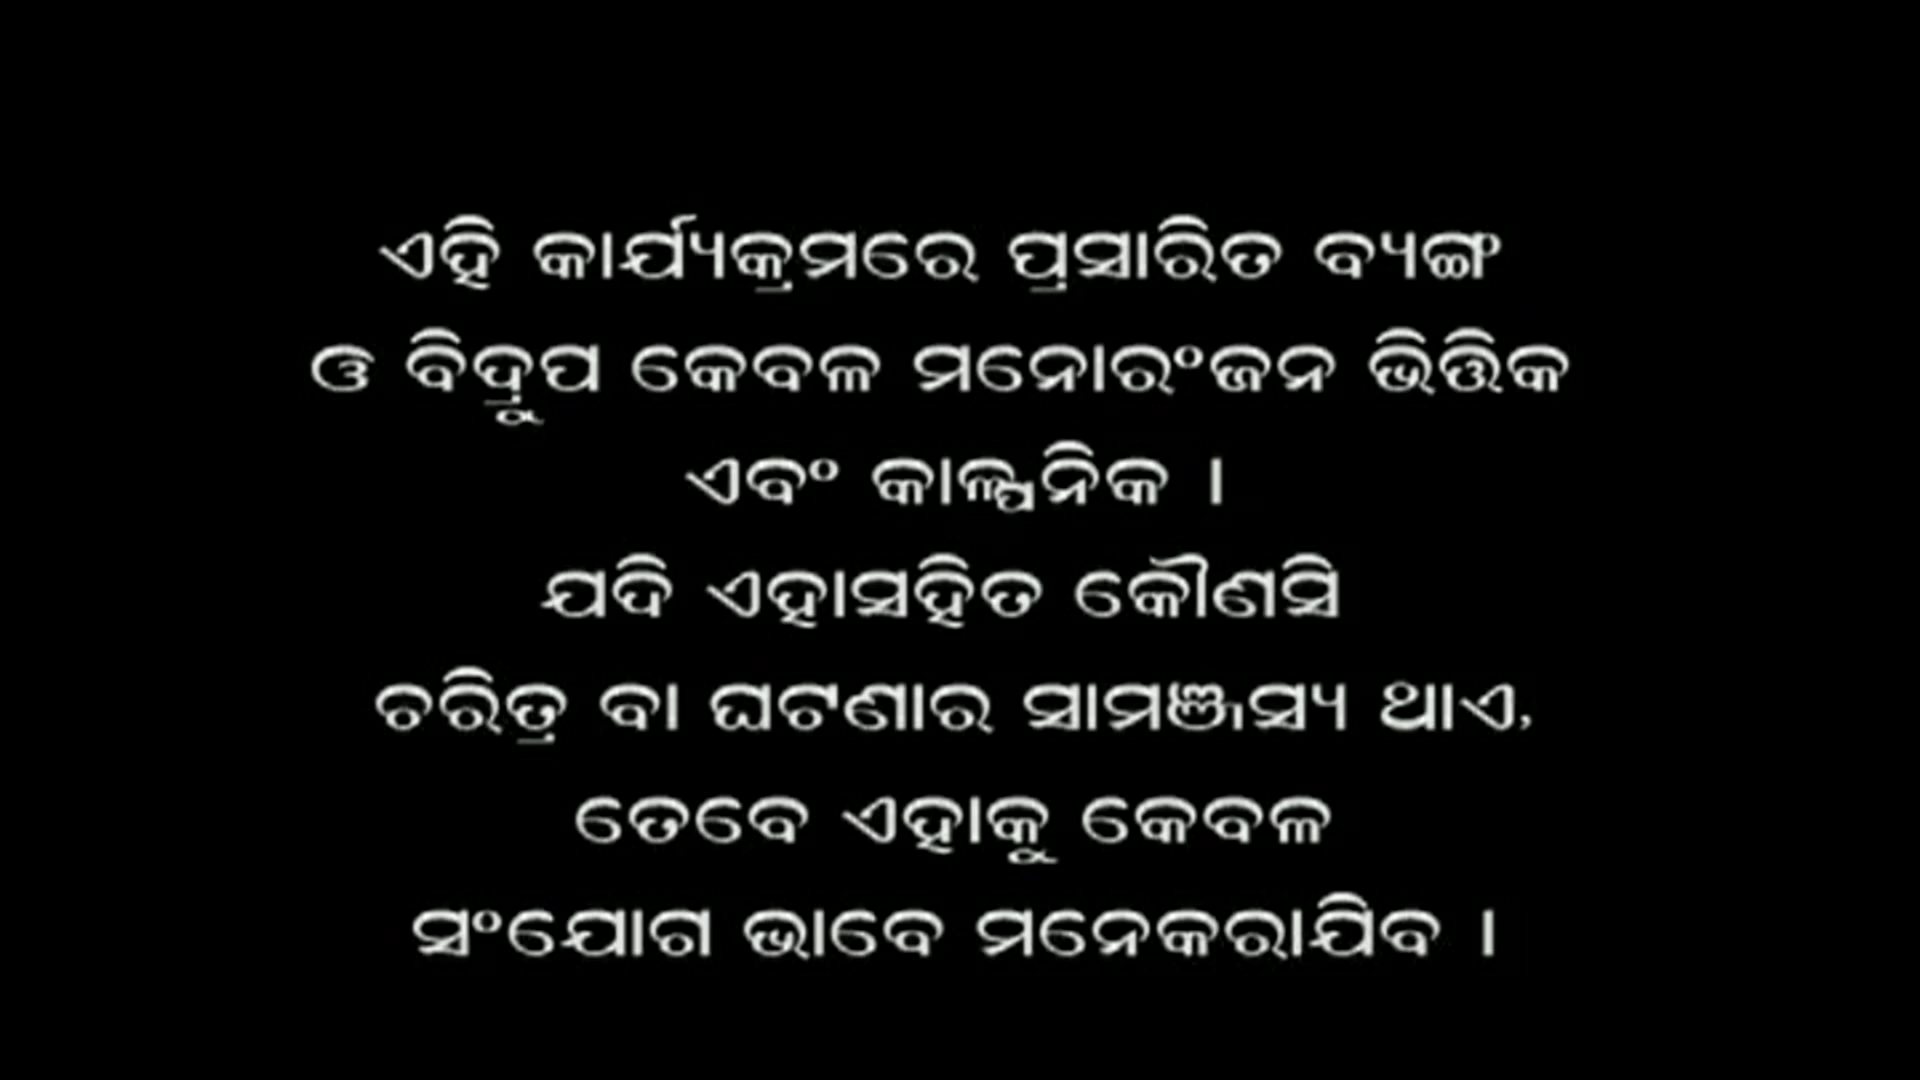 ଏହି କାର୍ଯ୍ୟକ୍ରମରେ ପ୍ରସାରିତ ବ୍ୟଙ୍ଗ
ଓ ବିଦ୍ରୁପ କେବଳ ମନୋରଂଜନ ଭିତ୍ତିକ
ଏବଂ କାଳ୍ପନିକ ।
ଯଦି ଏହାସହିତ କୌଣସି
ଚରିତ୍ର ବା ଘଟଣାର ସାମଞ୍ଜସ୍ୟ ଥାଏ,
ତେବେ ଏହାକୁ କେବଳ
ସଂଯୋଗ ଭାବେ ମନେକରାଯିବ ।